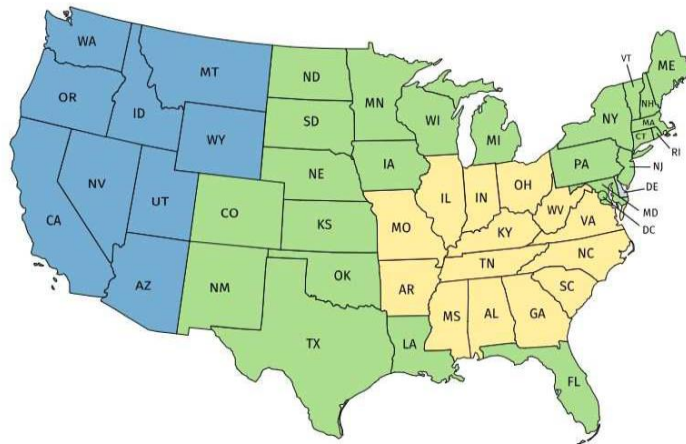 WA
MT
ND
MN
VT
ME
OR
ID
SD
WI
NY
NH
MA
CT
RI
WY
MI
NE
IA
PA
NJ
NV
UT
CO
IL
IN
OH
DE
CA
KS
MO
WV
VA
MD
KY
DC
AZ
NM
OK
AR
TN
NC
SC
TX
LA
MS
AL
GA
FL